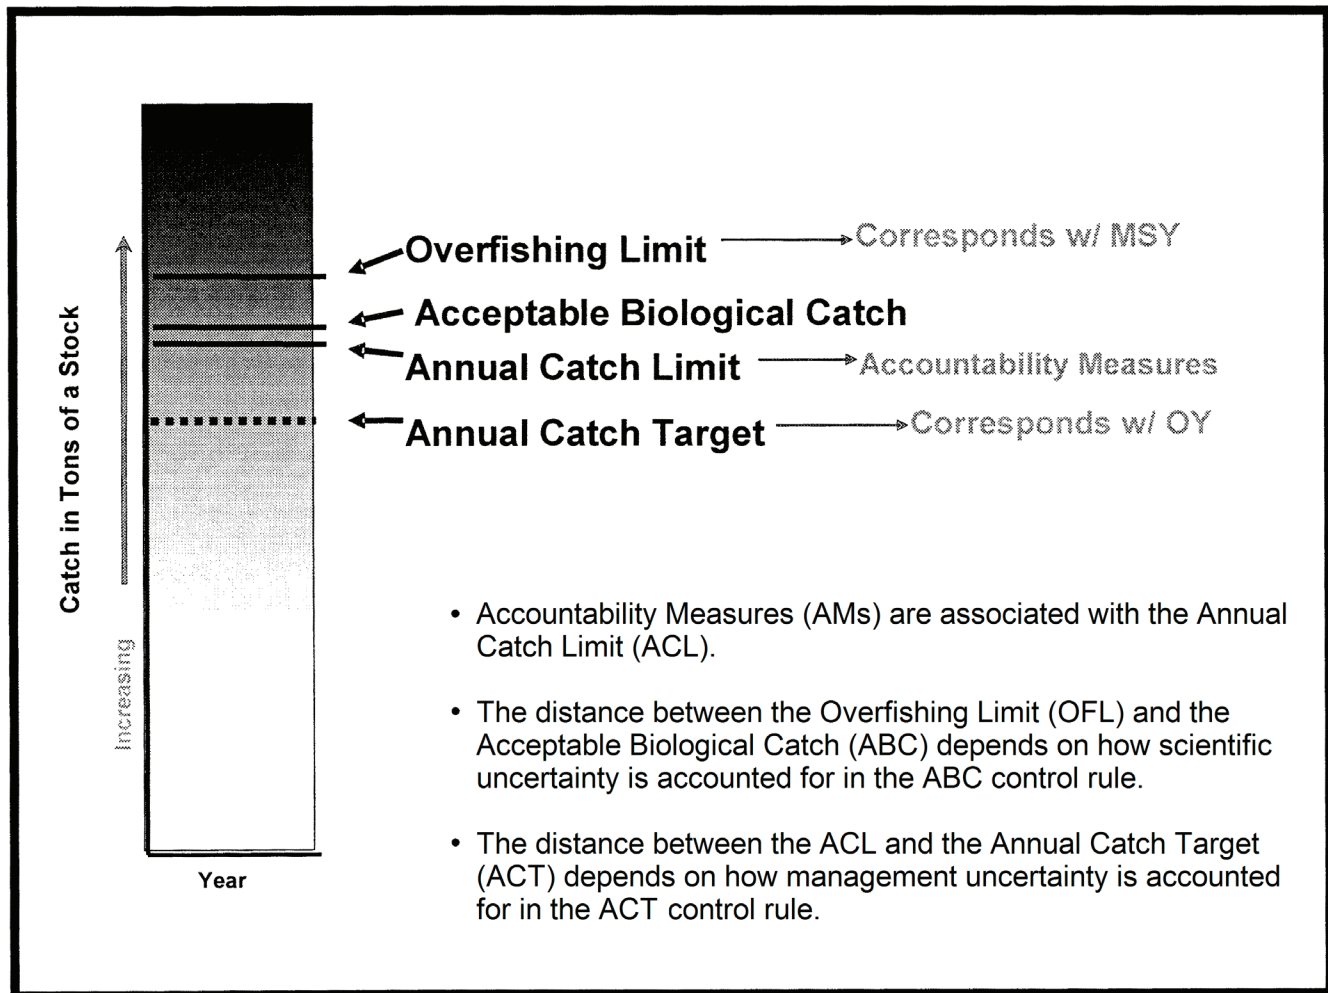 Overfishing Limit
Corresponds w/ MSY
Acceptable Biological Catch
Annual Catch Limit
Accountability Measures
Annual Catch Target
Corresponds w/ OY
Catch in Tons of a Stock
Increasing
Year
• Accountability Measures (AMs) are associated with the Annual
Catch Limit (ACL).
• The distance between the Overfishing Limit (OFL) and the
Acceptable Biological Catch (ABC) depends on how scientific
uncertainty is accounted for in the ABC control rule.
• The distance between the ACL and the Annual Catch Target
(ACT) depends on how management uncertainty is accounted
for in the ACT control rule.